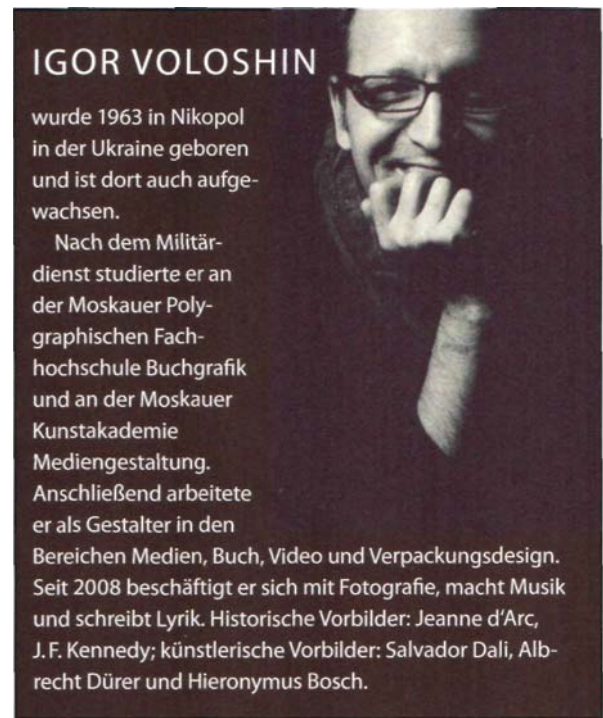 IGOR VOLOSHIN
wurde 1963 in Nikopol
in der Ukraine geboren
und ist dort auch aufge-
wachsen.
Nach dem Militär-
dienst studierte er an
der Moskauer Poly-
graphischen Fach-
hochschule Buchgrafik
und an der Moskauer
Kunstakademie
Mediengestaltung.
Anschließend arbeitete
er als Gestalter in den
Bereichen Medien, Buch, Video und Verpackungsdesign.
Seit 2008 beschäftigt er sich mit Fotografie, macht Musik
und schreibt Lyrik. Historische Vorbilder: Jeanne d‘Arc,
J. F. Kennedy; künstlerische Vorbilder: Salvador Dali, Alb-
recht Dürer und Hieronymus Bosch.